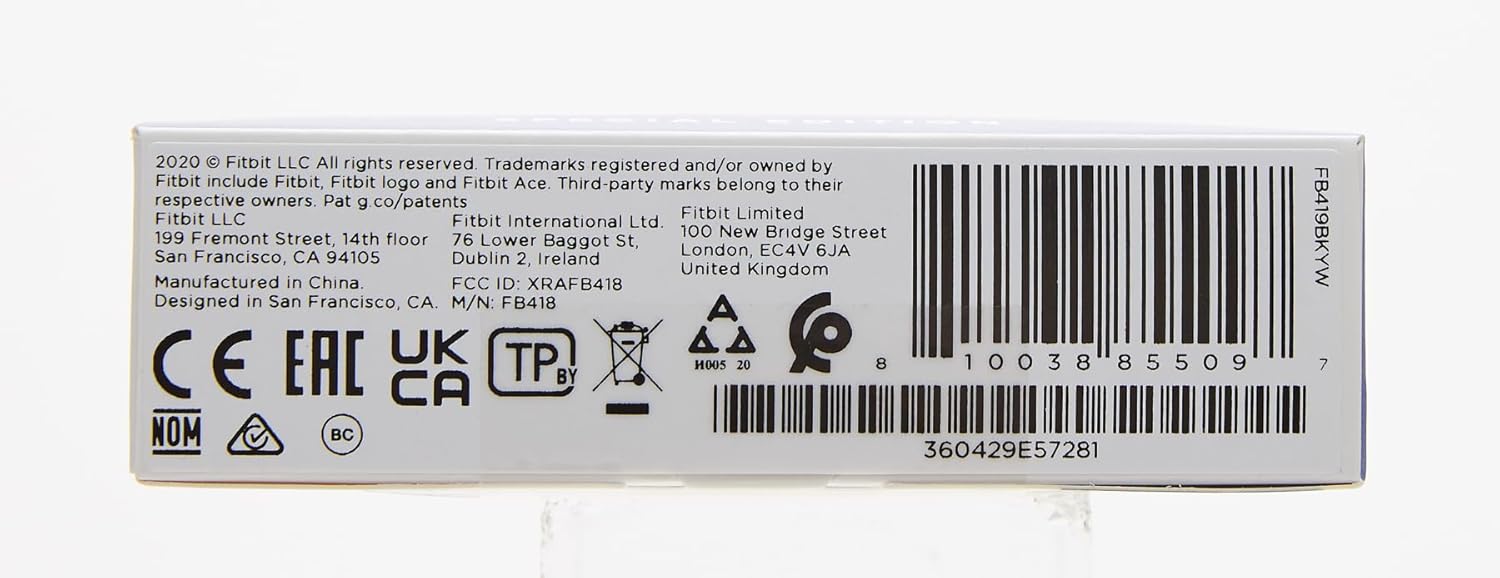 SPECIAL EDITION
2020 © Fitbit LLC All rights reserved. Trademarks registered and/or owned by
Fitbit include Fitbit, Fitbit logo and Fitbit Ace. Third-party marks belong to their
respective owners. Pat g.co/patents
Fitbit LLC
199 Fremont Street, 14th floor
San Francisco, CA 94105
Fitbit International Ltd.
76 Lower Baggot St,
Dublin 2, Ireland
Fitbit Limited
100 New Bridge Street
London, EC4V 6JA
United Kingdom
Manufactured in China.
Designed in San Francisco, CA.
FCC ID: XRAFB418
M/N: FB418
CE
EAC
UK
CA
TP
BY
H005 20
NOM
BC
FB419BKYW
8 10038 85509 7
360429E57281